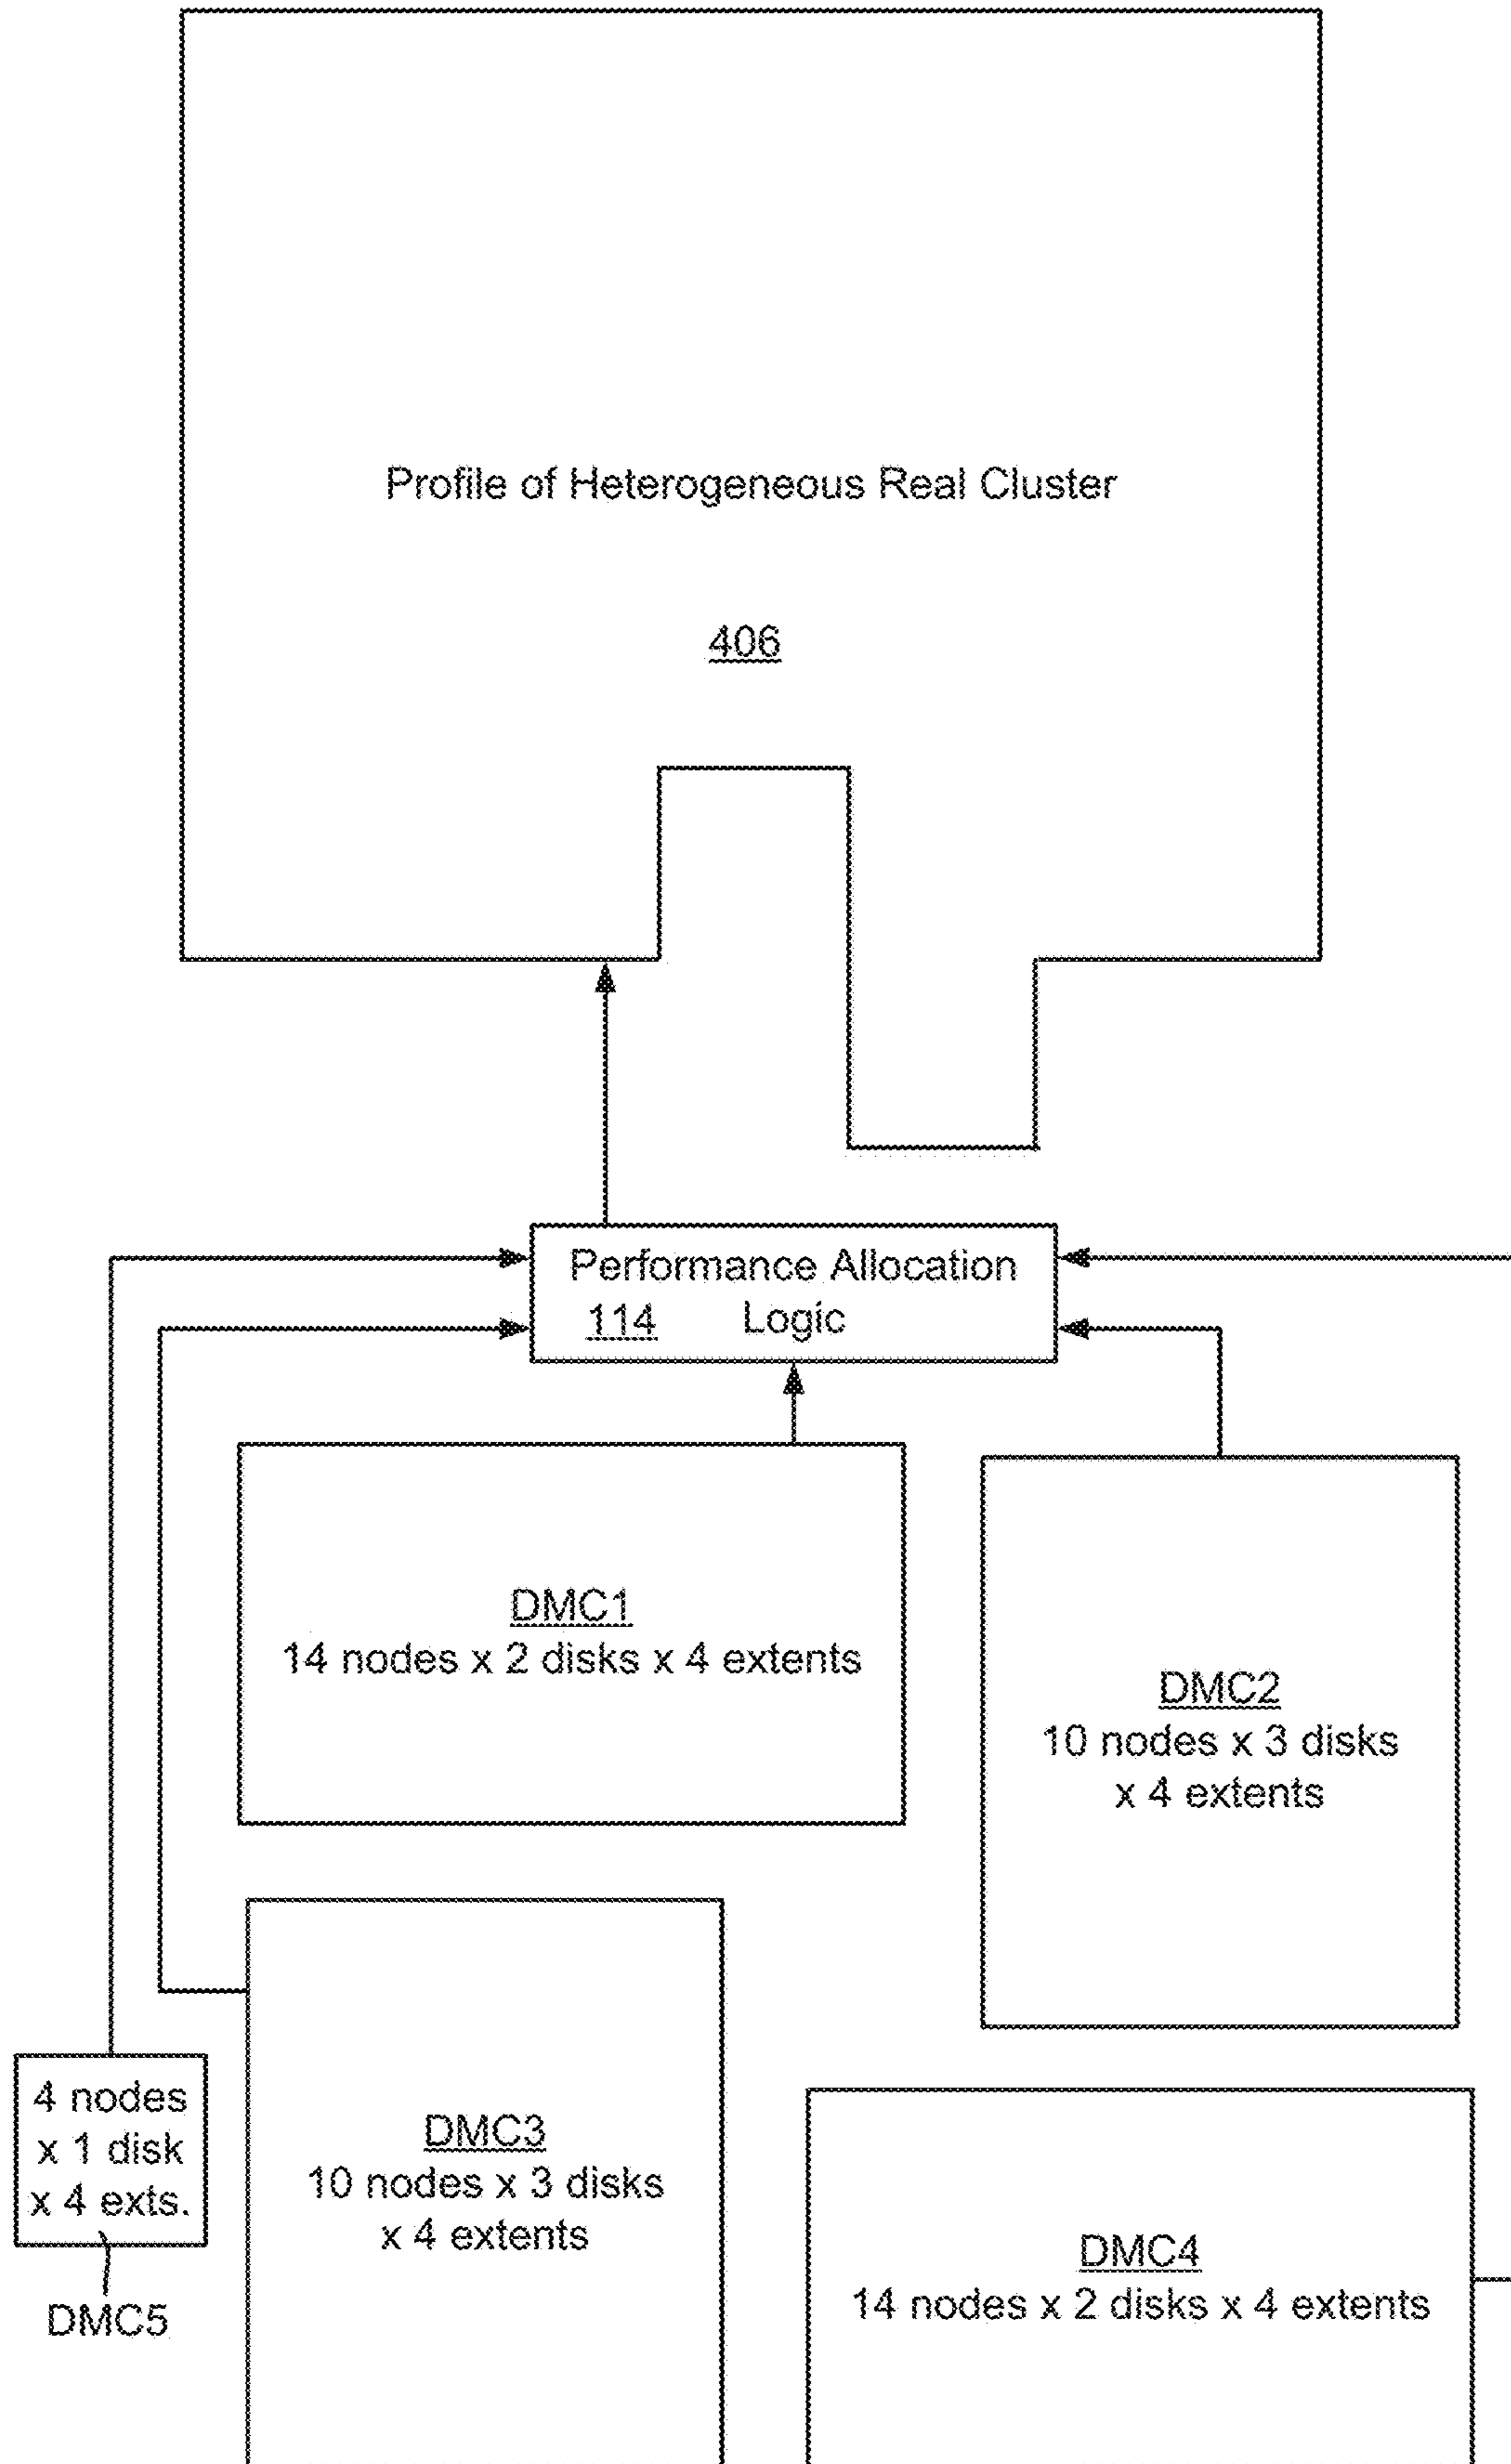 Profile of Heterogeneous Real Cluster
406
Performance Allocation
114 Logic
DMC1
14 nodes x 2 disks x 4 extents
DMC2
10 nodes x 3 disks
x 4 extents
DMC3
10 nodes x 3 disks
x 4 extents
4 nodes
x 1 disk
x 4 exts.
DMC5
DMC4
14 nodes x 2 disks x 4 extents